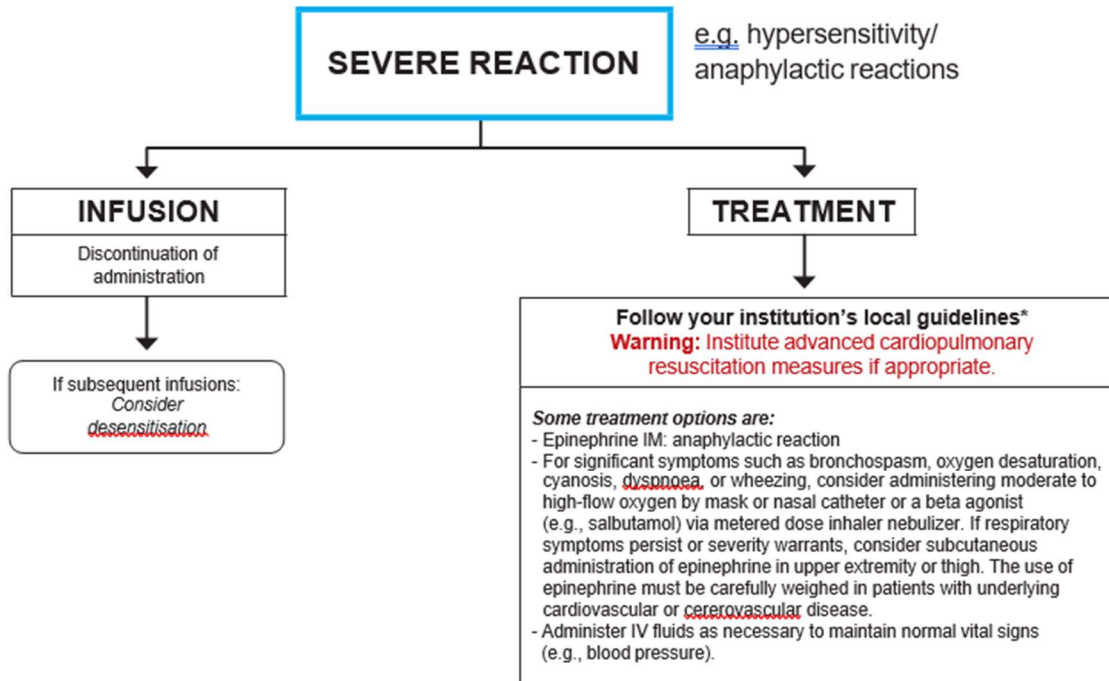 SEVERE REACTION
e.g. hypersensitivity/
anaphylactic reactions
INFUSION
Discontinuation of
administration
If subsequent infusions:
Consider
desensitisation
TREATMENT
Follow your institution's local guidelines*
Warning: Institute advanced cardiopulmonary
resuscitation measures if appropriate.
Some treatment options are:
- Epinephrine IM: anaphylactic reaction
- For significant symptoms such as bronchospasm, oxygen desaturation,
cyanosis, dyspnoea, or wheezing, consider administering moderate to
high-flow oxygen by mask or nasal catheter or a beta agonist
(e.g., salbutamol) via metered dose inhaler nebulizer. If respiratory
symptoms persist or severity warrants, consider subcutaneous
administration of epinephrine in upper extremity or thigh. The use of
epinephrine must be carefully weighed in patients with underlying
cardiovascular or cererovascular disease.
- Administer IV fluids as necessary to maintain normal vital signs
(e.g., blood pressure).